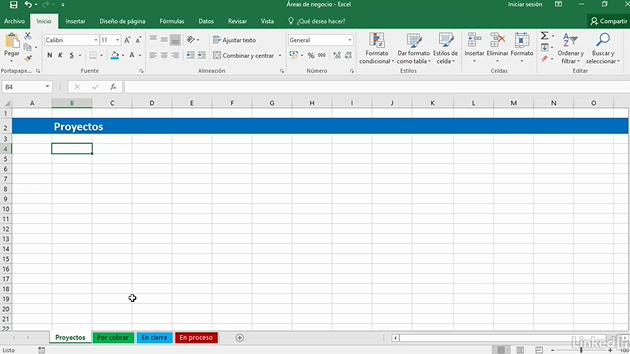 Áreas de negocio - Excel
Iniciar sesión
Archivo Inicio Insertar Diseño de página Fórmulas Datos Revisar Vista ¿Qué desea hacer? Compartir
Pegar
Calibri 11
General
N K S
A A
Ajustar texto
Combinar y centrar
% 000
Formato condicional
Dar formato como tabla
Estilos de celda
Insertar Eliminar Formato
Ordenar y filtrar
Buscar y seleccionar
Portapape... Fuente Alineación Número Estilos Celdas Modificar
B4
fx
A B C D E F G H I J K L M N O
1
2 Proyectos
3
4
5
6
7
8
9
10
11
12
13
14
15
16
17
18
19
20
21
22
Proyectos Por cobrar En cierre En proceso
Listo
LinkedIn